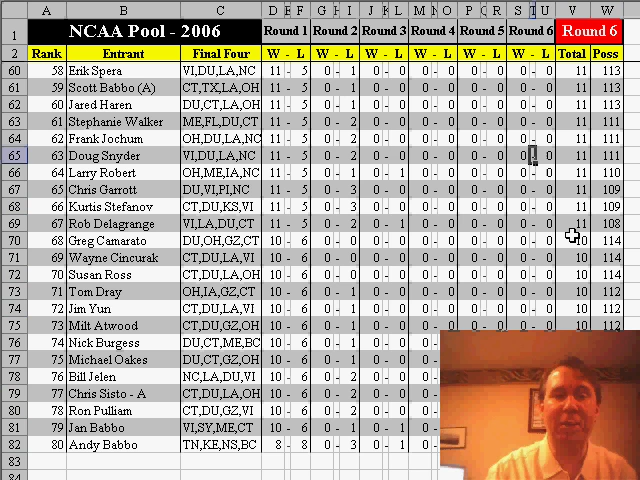 A B C D E F G H I J K L M N O P Q R S T U V W
1 NCAA Pool - 2006 Round 1 Round 2 Round 3 Round 4 Round 5 Round 6 Round 6
2 Rank Entrant Final Four W - L W - L W - L W - L W - L W - L Total Poss
60 58 Erik Spera VI,DU,LA,NC 11 - 5 0 - 1 0 - 0 0 - 0 0 - 0 0 - 0 11 113
61 59 Scott Babbo (A) CT,TX,LA,OH 11 - 5 0 - 1 0 - 0 0 - 0 0 - 0 0 - 0 11 113
62 60 Jared Haren DU,CT,LA,OH 11 - 5 0 - 1 0 - 0 0 - 0 0 - 0 0 - 0 11 113
63 61 Stephanie Walker ME,FL,DU,CT 11 - 5 0 - 2 0 - 0 0 - 0 0 - 0 0 - 0 11 111
64 62 Frank Jochum OH,DU,LA,NC 11 - 5 0 - 2 0 - 0 0 - 0 0 - 0 0 - 0 11 111
65 63 Doug Snyder VI,DU,LA,NC 11 - 5 0 - 2 0 - 0 0 - 0 0 - 0 0 - 0 11 111
66 64 Larry Robert OH,ME,IA,NC 11 - 5 0 - 1 0 - 1 0 - 0 0 - 0 0 - 0 11 110
67 65 Chris Garrott DU,VI,PI,NC 11 - 5 0 - 3 0 - 0 0 - 0 0 - 0 0 - 0 11 109
68 66 Kurtis Stefanov CT,DU,KS,VI 11 - 5 0 - 3 0 - 0 0 - 0 0 - 0 0 - 0 11 109
69 67 Rob Delagrange VI,LA,DU,CT 11 - 5 0 - 2 0 - 1 0 - 0 0 - 0 0 - 0 11 108
70 68 Greg Camarato DU,OH,GZ,CT 10 - 6 0 - 0 0 - 0 0 - 0 0 - 0 0 - 0 10 114
71 69 Wayne Cincurak CT,DU,LA,VI 10 - 6 0 - 0 0 - 0 0 - 0 0 - 0 0 - 0 10 114
72 70 Susan Ross CT,DU,LA,OH 10 - 6 0 - 0 0 - 0 0 - 0 0 - 0 0 - 0 10 114
73 71 Tom Dray OH,IA,GZ,CT 10 - 6 0 - 1 0 - 0 0 - 0 0 - 0 0 - 0 10 112
74 72 Jim Yun CT,DU,LA,VI 10 - 6 0 - 1 0 - 0 0 - 0 0 - 0 0 - 0 10 112
75 73 Milt Atwood CT,DU,GZ,OH 10 - 6 0 - 1 0 - 0 0 - 0 0 - 0 0 - 0 10 112
76 74 Nick Burgess DU,CT,ME,BC 10 - 6 0 - 1 0 - 0
77 75 Michael Oakes DU,CT,GZ,OH 10 - 6 0 - 1 0 - 0
78 76 Bill Jelen NC,LA,DU,VI 10 - 6 0 - 2 0 - 0
79 77 Chris Sisto - A CT,DU,GZ,OH 10 - 6 0 - 2 0 - 0
80 78 Ron Pulliam CT,DU,GZ,VI 10 - 6 0 - 2 0 - 0
81 79 Jan Babbo VI,SY,ME,CT 10 - 6 0 - 3 0 - 1
82 80 Andy Babbo TN,KE,NS,BC 8 - 8 0 - 3 0 - 1
83
84